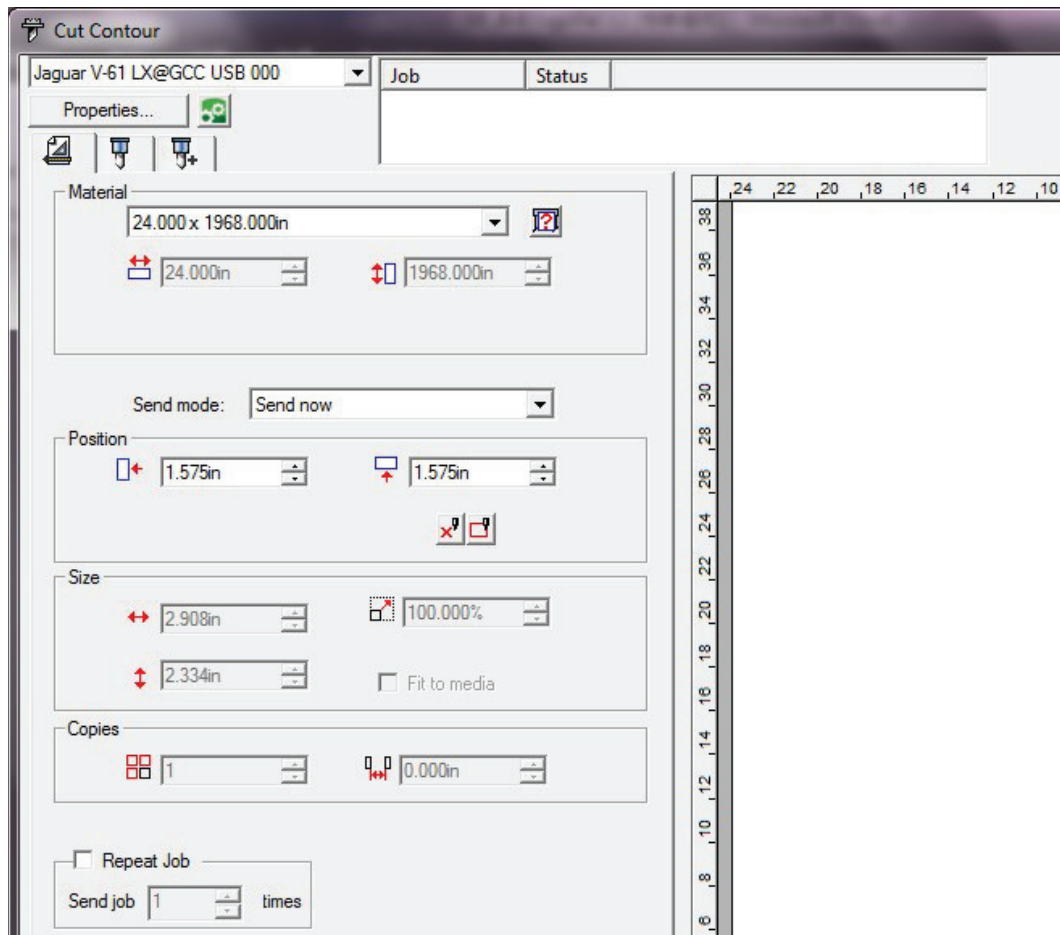 Cut Contour
Jaguar V-61 LX@GCC USB 000
Job Status
Properties...
Material
24.000 x 1968.000in
24.000in 1968.000in
Send mode: Send now
Position
1.575in 1.575in
Size
2.908in 100.000%
2.334in Fit to media
Copies
1 0.000in
Repeat Job
Send job 1 times
24 22 20 18 16 14 12 10
38
36
34
32
30
28
26
24
22
20
18
16
14
12
10
8
6